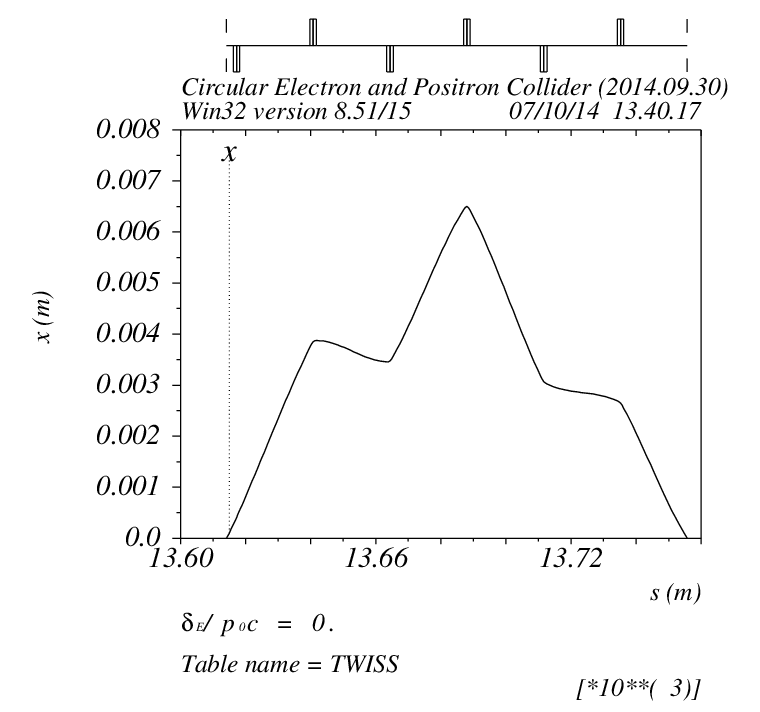 Circular Electron and Positron Collider (2014.09.30)
Win32 version 8.51/15 07/10/14 13.40.17
0.008
x
0.007
0.006
0.005
x (m)
0.004
0.003
0.002
0.001
0.0
13.60 13.66 13.72
s (m)
δE/ p0c = 0.
Table name = TWISS
[*10**( 3)]